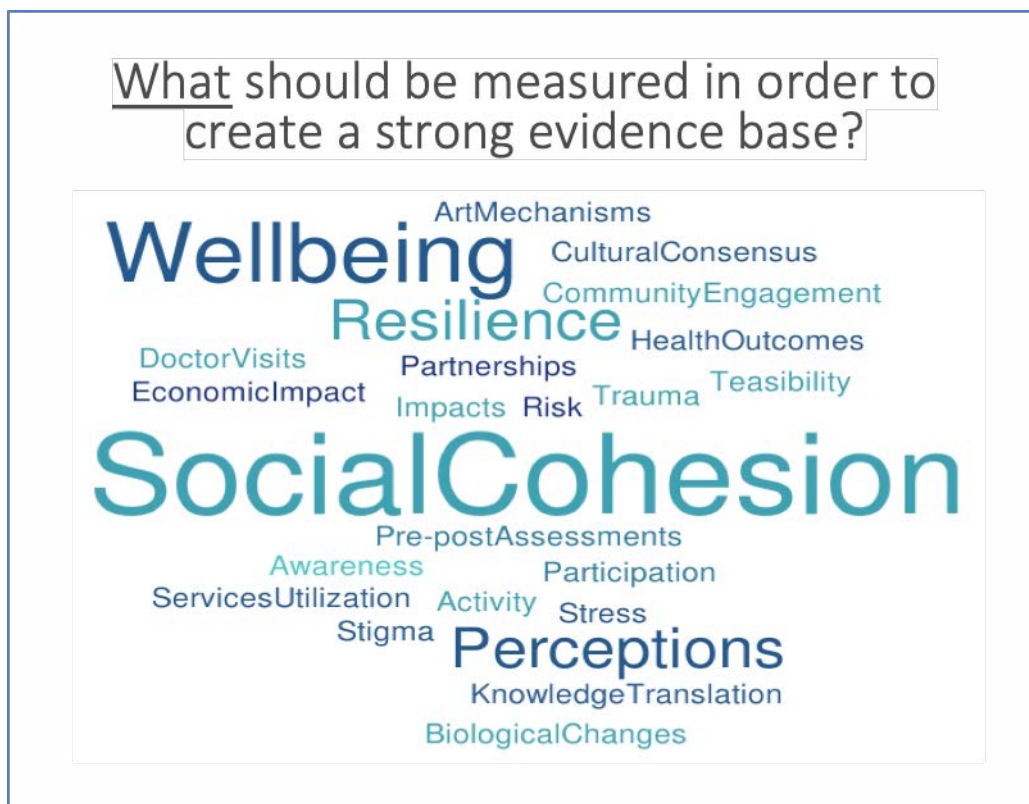 What should be measured in order to
create a strong evidence base?
ArtMechanisms
Wellbeing
CulturalConsensus
CommunityEngagement
Resilience
HealthOutcomes
DoctorVisits
Partnerships
Teasibility
EconomicImpact
Impacts
Risk
Trauma
SocialCohesion
Pre-postAssessments
Awareness
Participation
ServicesUtilization
Activity
Stress
Stigma
Perceptions
KnowledgeTranslation
BiologicalChanges